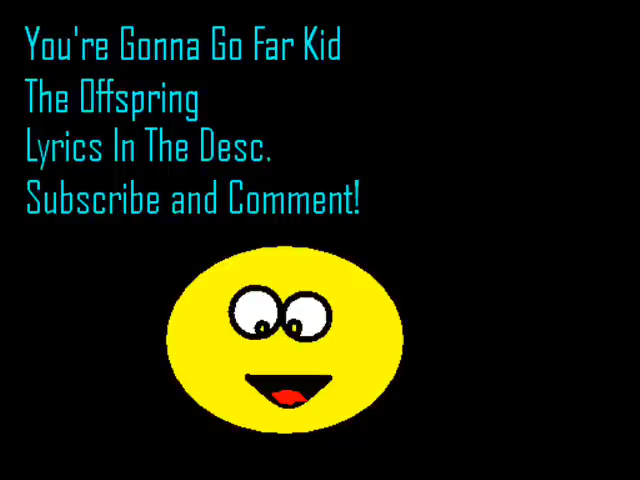 You're Gonna Go Far Kid
The Offspring
Lyrics In The Desc.
Subscribe and Comment!